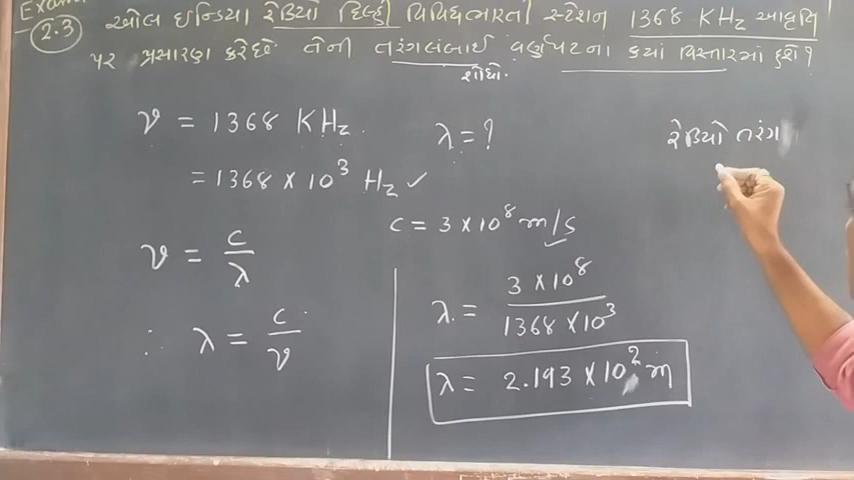 Exam
2.3 ઓલ ઇન્ડિયા રેડિયો દિલ્હી વિવિધભારતી સ્ટેશન 1368 KHz આવૃત્તિ
પર પ્રસારણ કરેછે. તેની તરંગલંબાઈ વર્ણપટના કયાં વિસ્તારમાં હશે?
શોધો.
ν = 1368 KHz.
= 1368 × 10³ Hz ✓
λ = ?
રેડિયો તરંગ
c = 3 × 10⁸ m/s
ν = c/λ
∴ λ = c/ν
λ = 3 × 10⁸ / 1368 × 10³
λ = 2.193 × 10² m